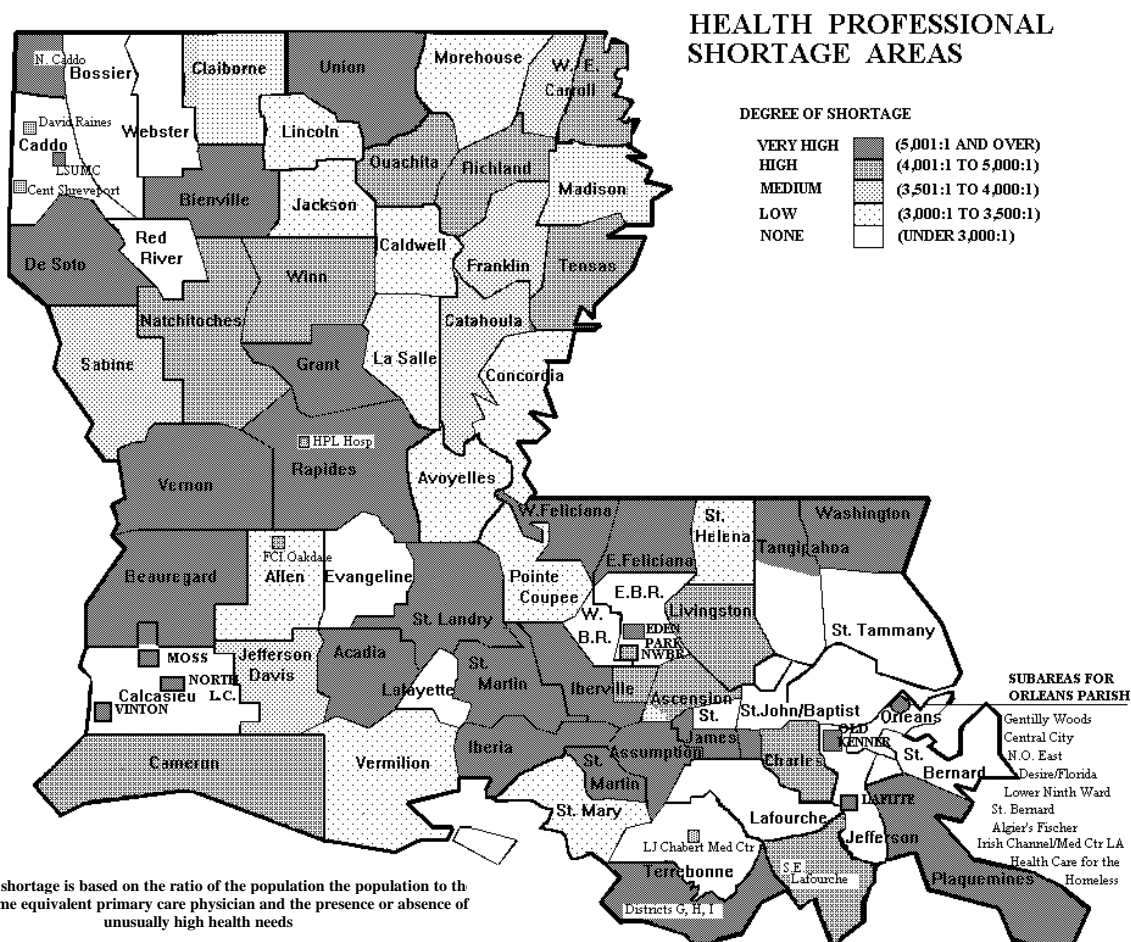 HEALTH PROFESSIONAL
SHORTAGE AREAS
DEGREE OF SHORTAGE
VERY HIGH (5,001:1 AND OVER)
HIGH (4,001:1 TO 5,000:1)
MEDIUM (3,501:1 TO 4,000:1)
LOW (3,000:1 TO 3,500:1)
NONE (UNDER 3,000:1)
N. Caddo
Bossier
Claiborne
Union
Morehouse
W. E.
Carroll
David Raines
Caddo
Webster
Lincoln
LSUMC
Cent Shreveport
Ouachita
Richland
Madison
Bienville
Jackson
Red
River
Caldwell
De Soto
Winn
Franklin
Tensas
Natchitoches
Catahoula
Sabine
Grant
La Salle
Concordia
HPL Hosp
Rapides
Avoyelles
Vernon
W.Feliciana
St.
Helena
Washington
Tangipahoa
E.Feliciana
FCI Oakdale
Beauregard
Allen
Evangeline
Pointe
Coupee
E.B.R.
St. Landry
W.
B.R.
Livingston
EDEN
PARK
NWBR
St. Tammany
MOSS
Jefferson
Davis
Acadia
St.
Martin
NORTH
L.C.
Calcasieu
Lafayette
Iberville
Ascension
VINTON
St.
James
St.John/Baptist
Orleans
OLD
KENNER
Iberia
Assumption
Charles
St.
Bernard
Cameron
Vermilion
St.
Martin
St. Mary
Lafourche
LAFITTE
Jefferson
LJ Chabert Med Ctr
Terrebonne
S.E.
Lafourche
Plaquemines
Districts G, H, I
SUBAREAS FOR
ORLEANS PARISH
Gentilly Woods
Central City
N.O. East
Desire/Florida
Lower Ninth Ward
St. Bernard
Algier's Fischer
Irish Channel/Med Ctr LA
Health Care for the
Homeless
shortage is based on the ratio of the population the population to the
me equivalent primary care physician and the presence or absence of
unusually high health needs